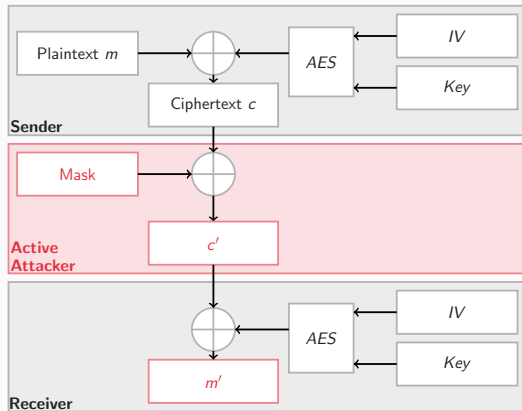 Plaintext m
AES
IV
Key
Ciphertext c
Sender
Mask
c′
Active
Attacker
AES
IV
Key
m′
Receiver